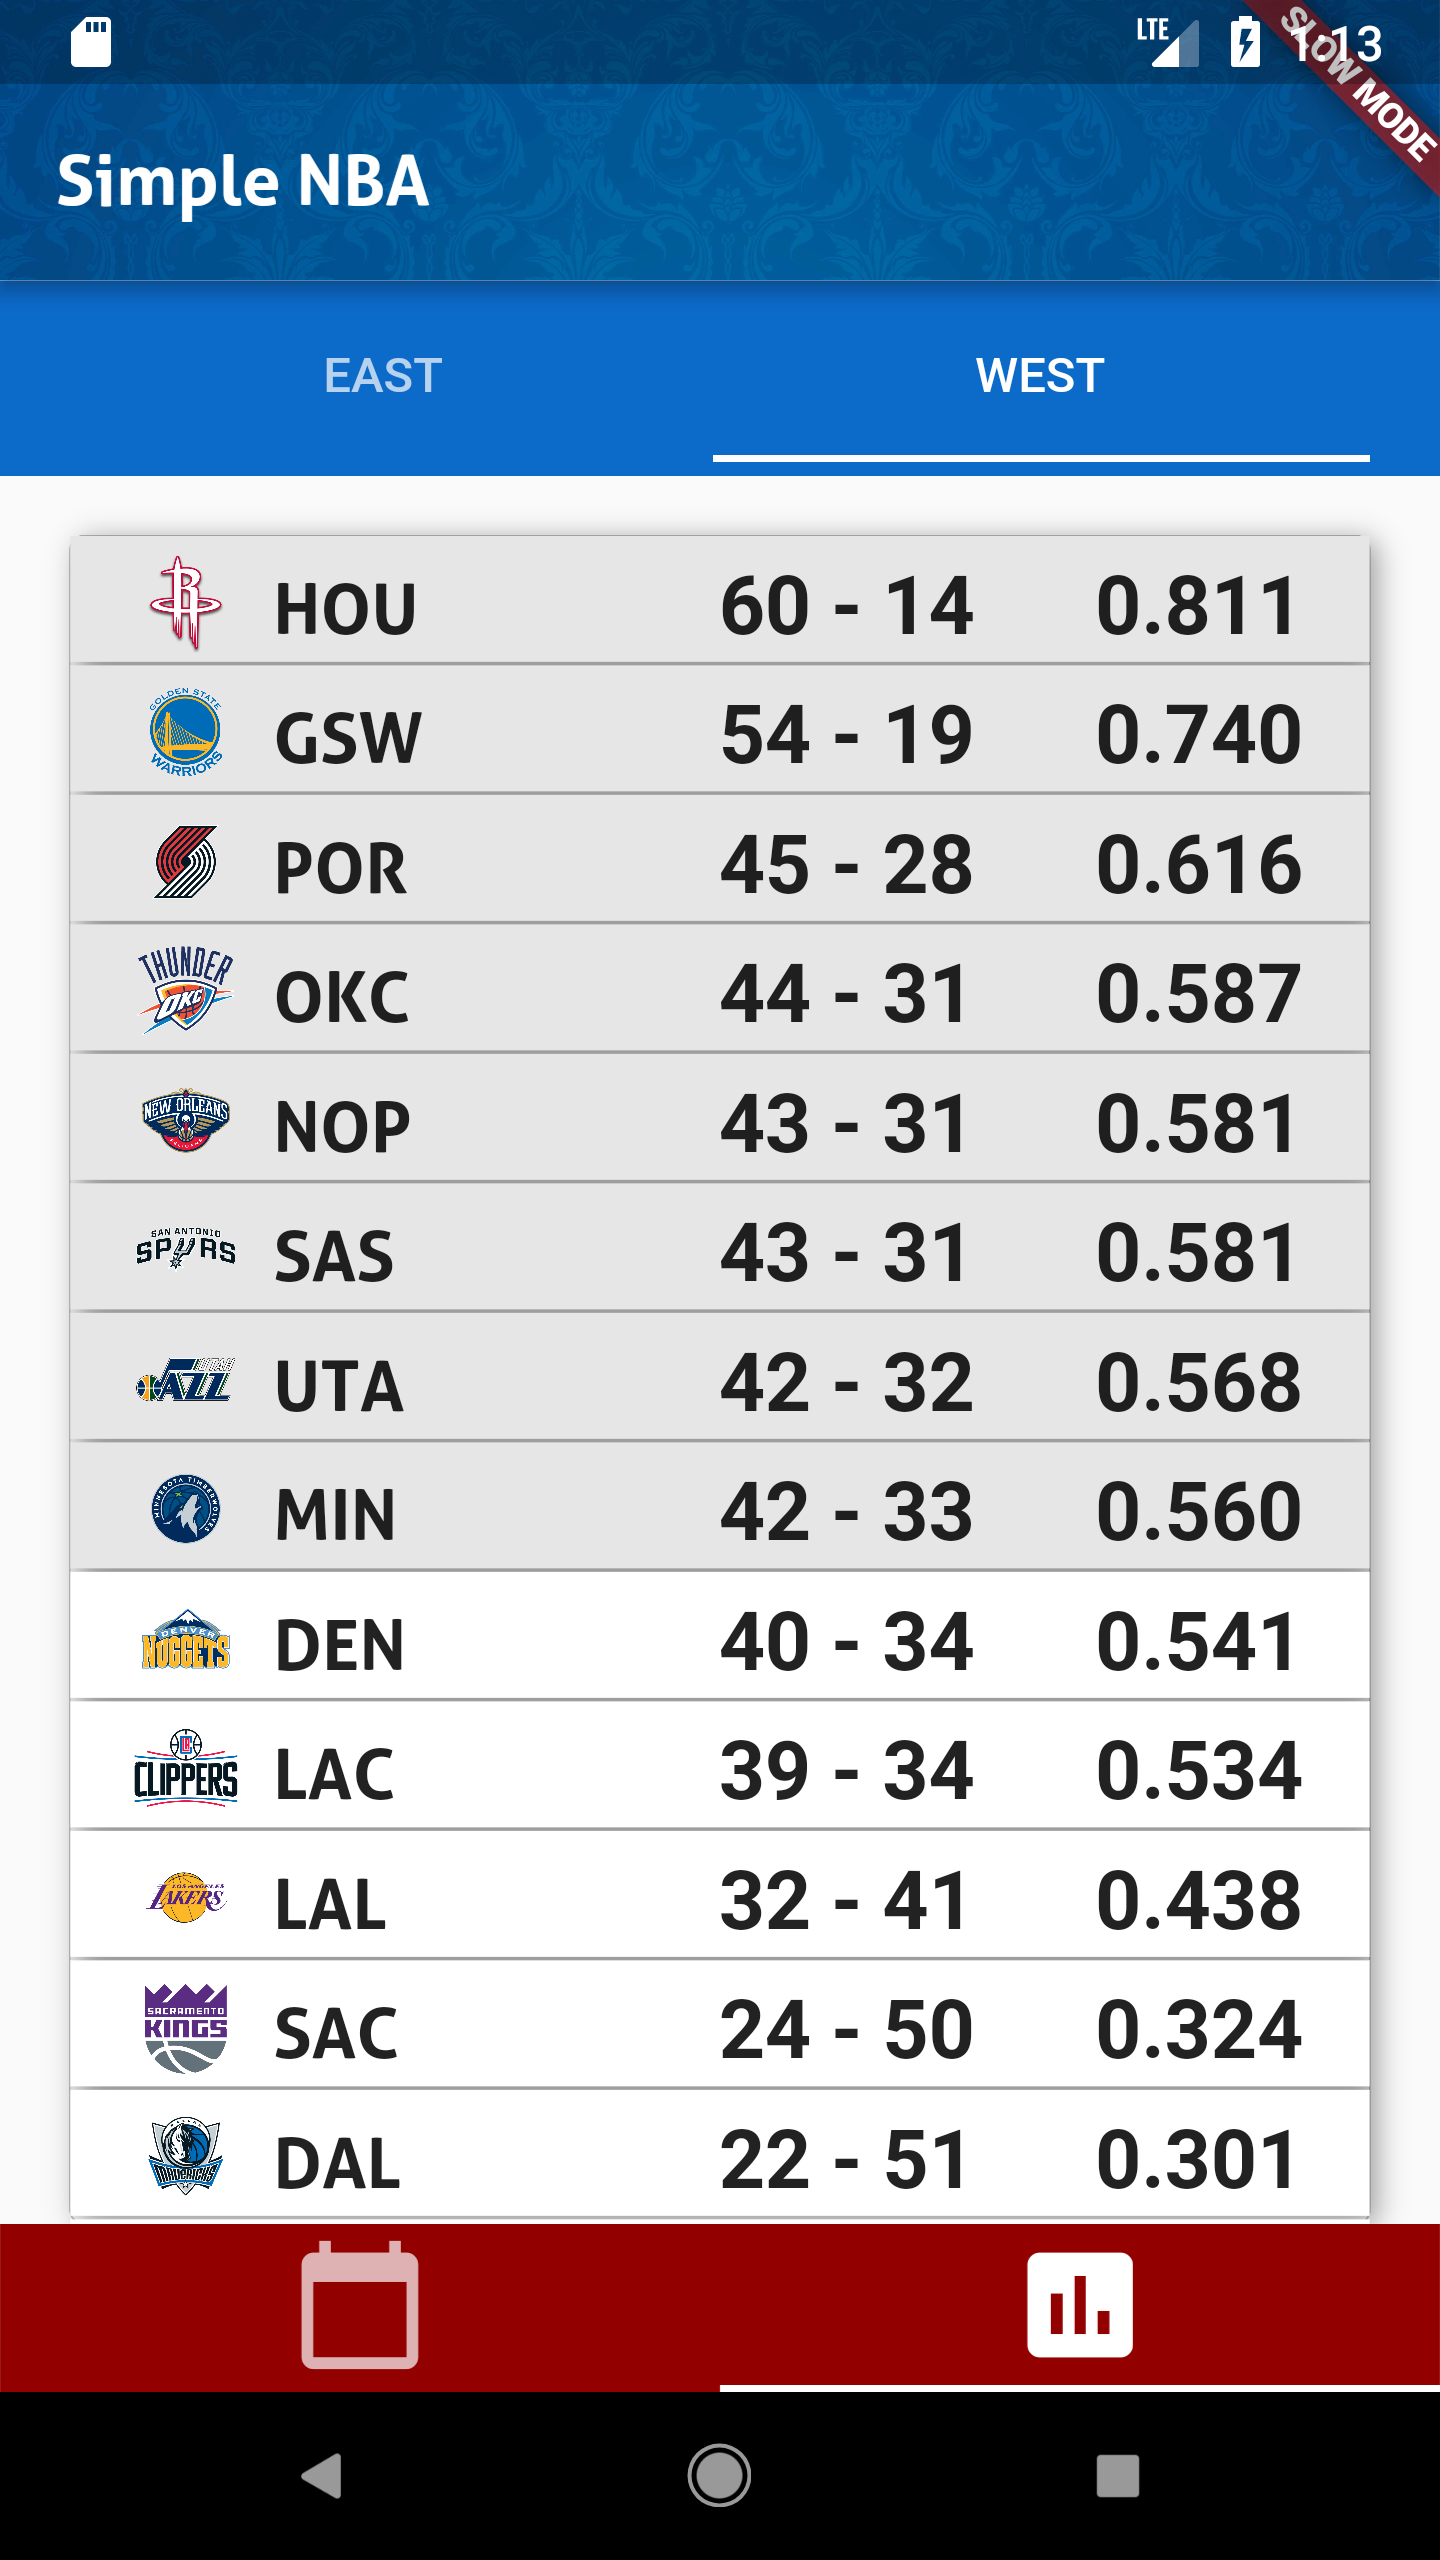 LTE 1:13
SLOW MODE
Simple NBA
EAST WEST
HOU 60 - 14 0.811
GOLDEN STATE WARRIORS GSW 54 - 19 0.740
POR 45 - 28 0.616
THUNDER OKC OKC 44 - 31 0.587
NEW ORLEANS NOP 43 - 31 0.581
SAN ANTONIO SPURS SAS 43 - 31 0.581
UTAH JAZZ UTA 42 - 32 0.568
MINNESOTA TIMBERWOLVES MIN 42 - 33 0.560
DENVER NUGGETS DEN 40 - 34 0.541
CLIPPERS LAC 39 - 34 0.534
LOS ANGELES LAKERS LAL 32 - 41 0.438
SACRAMENTO KINGS SAC 24 - 50 0.324
MAVERICKS DAL 22 - 51 0.301